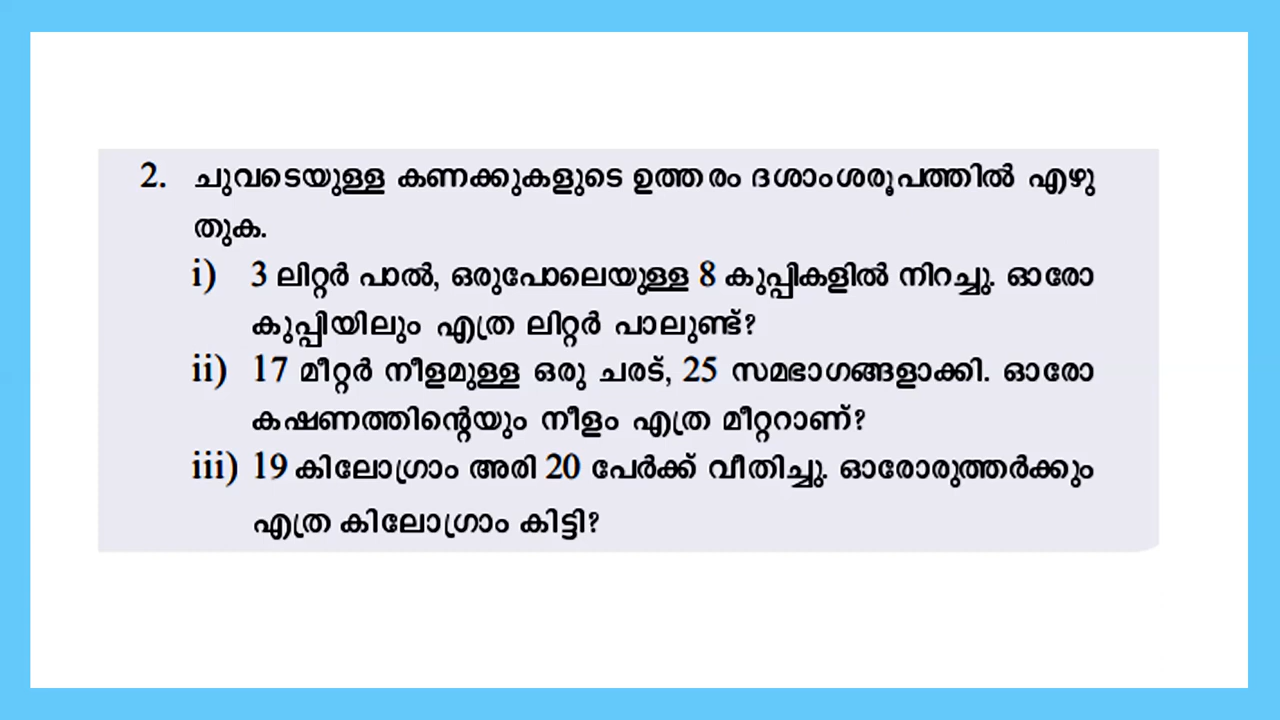 2. ചുവടെയുള്ള കണക്കുകളുടെ ഉത്തരം ദശാംശരൂപത്തിൽ എഴു
തുക.
i) 3 ലിറ്റർ പാൽ, ഒരുപോലെയുള്ള 8 കുപ്പികളിൽ നിറച്ചു. ഓരോ
കുപ്പിയിലും എത്ര ലിറ്റർ പാലുണ്ട്?
ii) 17 മീറ്റർ നീളമുള്ള ഒരു ചരട്, 25 സമഭാഗങ്ങളാക്കി. ഓരോ
കഷണത്തിന്റെയും നീളം എത്ര മീറ്ററാണ്?
iii) 19 കിലോഗ്രാം അരി 20 പേർക്ക് വീതിച്ചു. ഓരോരുത്തർക്കും
എത്ര കിലോഗ്രാം കിട്ടി?